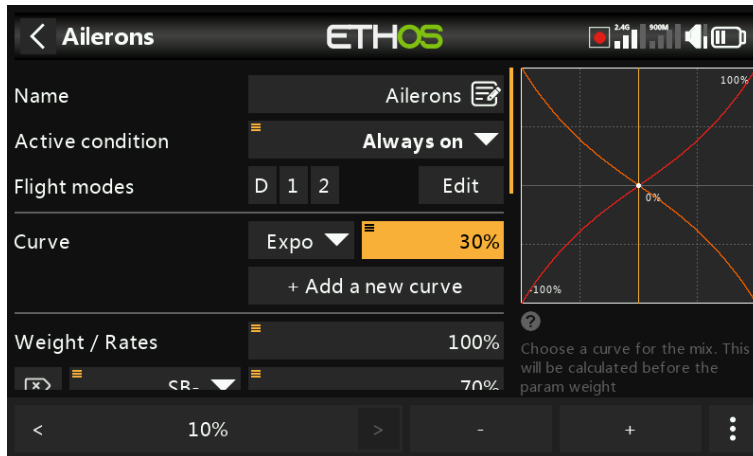 < Ailerons ETHOS 2.4G 900M
Name Ailerons
Active condition Always on
Flight modes D 1 2 Edit
Curve Expo 30%
+ Add a new curve
Weight / Rates 100%
SB- 70%
100%
0%
-100%
?
Choose a curve for the mix. This
will be calculated before the
param weight
< 10% > - +